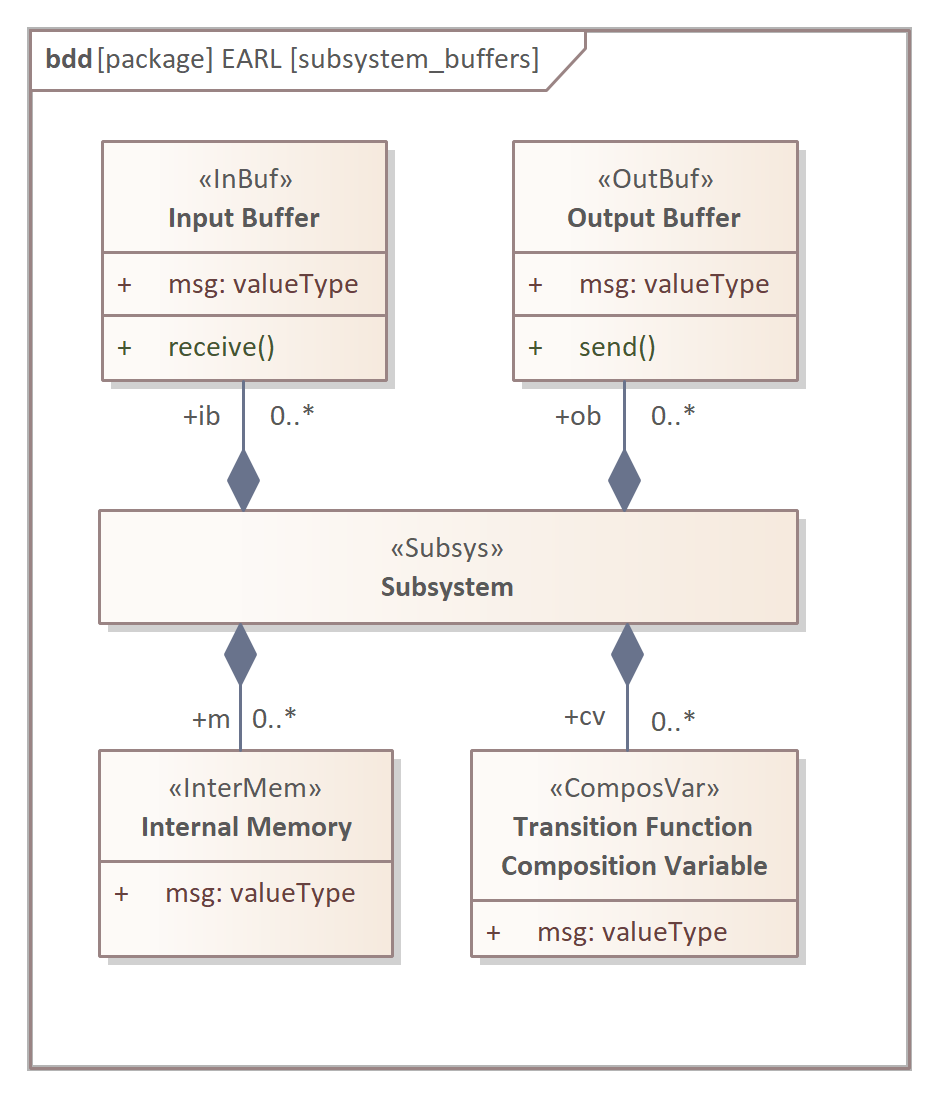 bdd [package] EARL [subsystem_buffers]
«InBuf»
Input Buffer
+ msg: valueType
+ receive()
«OutBuf»
Output Buffer
+ msg: valueType
+ send()
+ib 0..*
+ob 0..*
«Subsys»
Subsystem
+m 0..*
+cv 0..*
«InterMem»
Internal Memory
+ msg: valueType
«ComposVar»
Transition Function
Composition Variable
+ msg: valueType